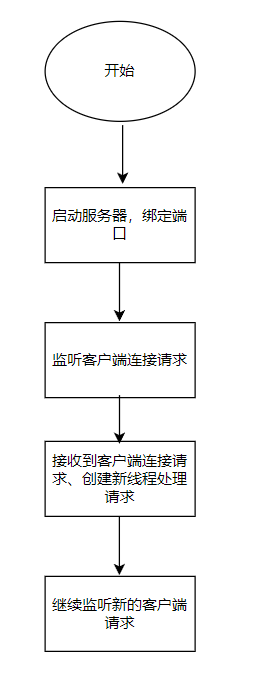 开始
启动服务器，绑定端
口
监听客户端连接请求
接收到客户端连接请
求、创建新线程处理
请求
继续监听新的客户端
请求